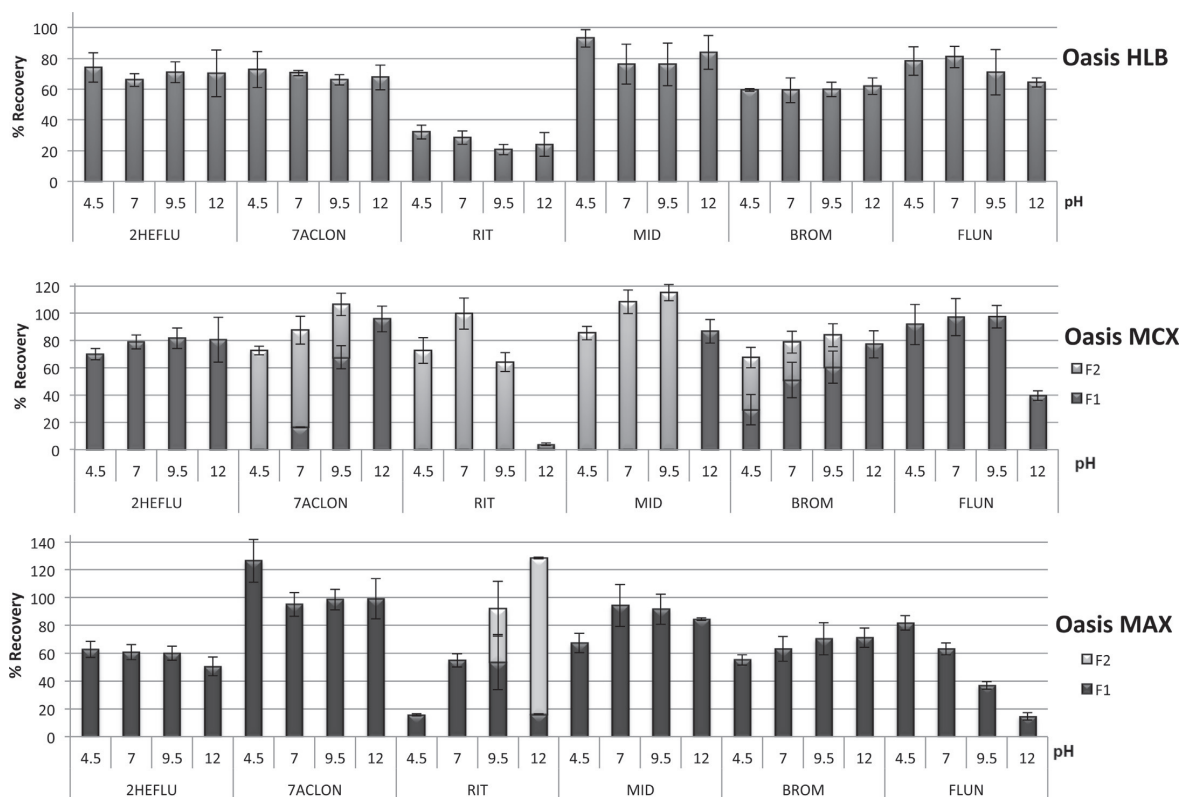 100
80
60
40
20
0
% Recovery
Oasis HLB
4.5 7 9.5 12 4.5 7 9.5 12 4.5 7 9.5 12 4.5 7 9.5 12 4.5 7 9.5 12 4.5 7 9.5 12 pH
2HEFLU 7ACLON RIT MID BROM FLUN
120
100
80
60
40
20
0
% Recovery
Oasis MCX
F2
F1
4.5 7 9.5 12 4.5 7 9.5 12 4.5 7 9.5 12 4.5 7 9.5 12 4.5 7 9.5 12 4.5 7 9.5 12 pH
2HEFLU 7ACLON RIT MID BROM FLUN
140
120
100
80
60
40
20
0
% Recovery
Oasis MAX
F2
F1
4.5 7 9.5 12 4.5 7 9.5 12 4.5 7 9.5 12 4.5 7 9.5 12 4.5 7 9.5 12 4.5 7 9.5 12 pH
2HEFLU 7ACLON RIT MID BROM FLUN